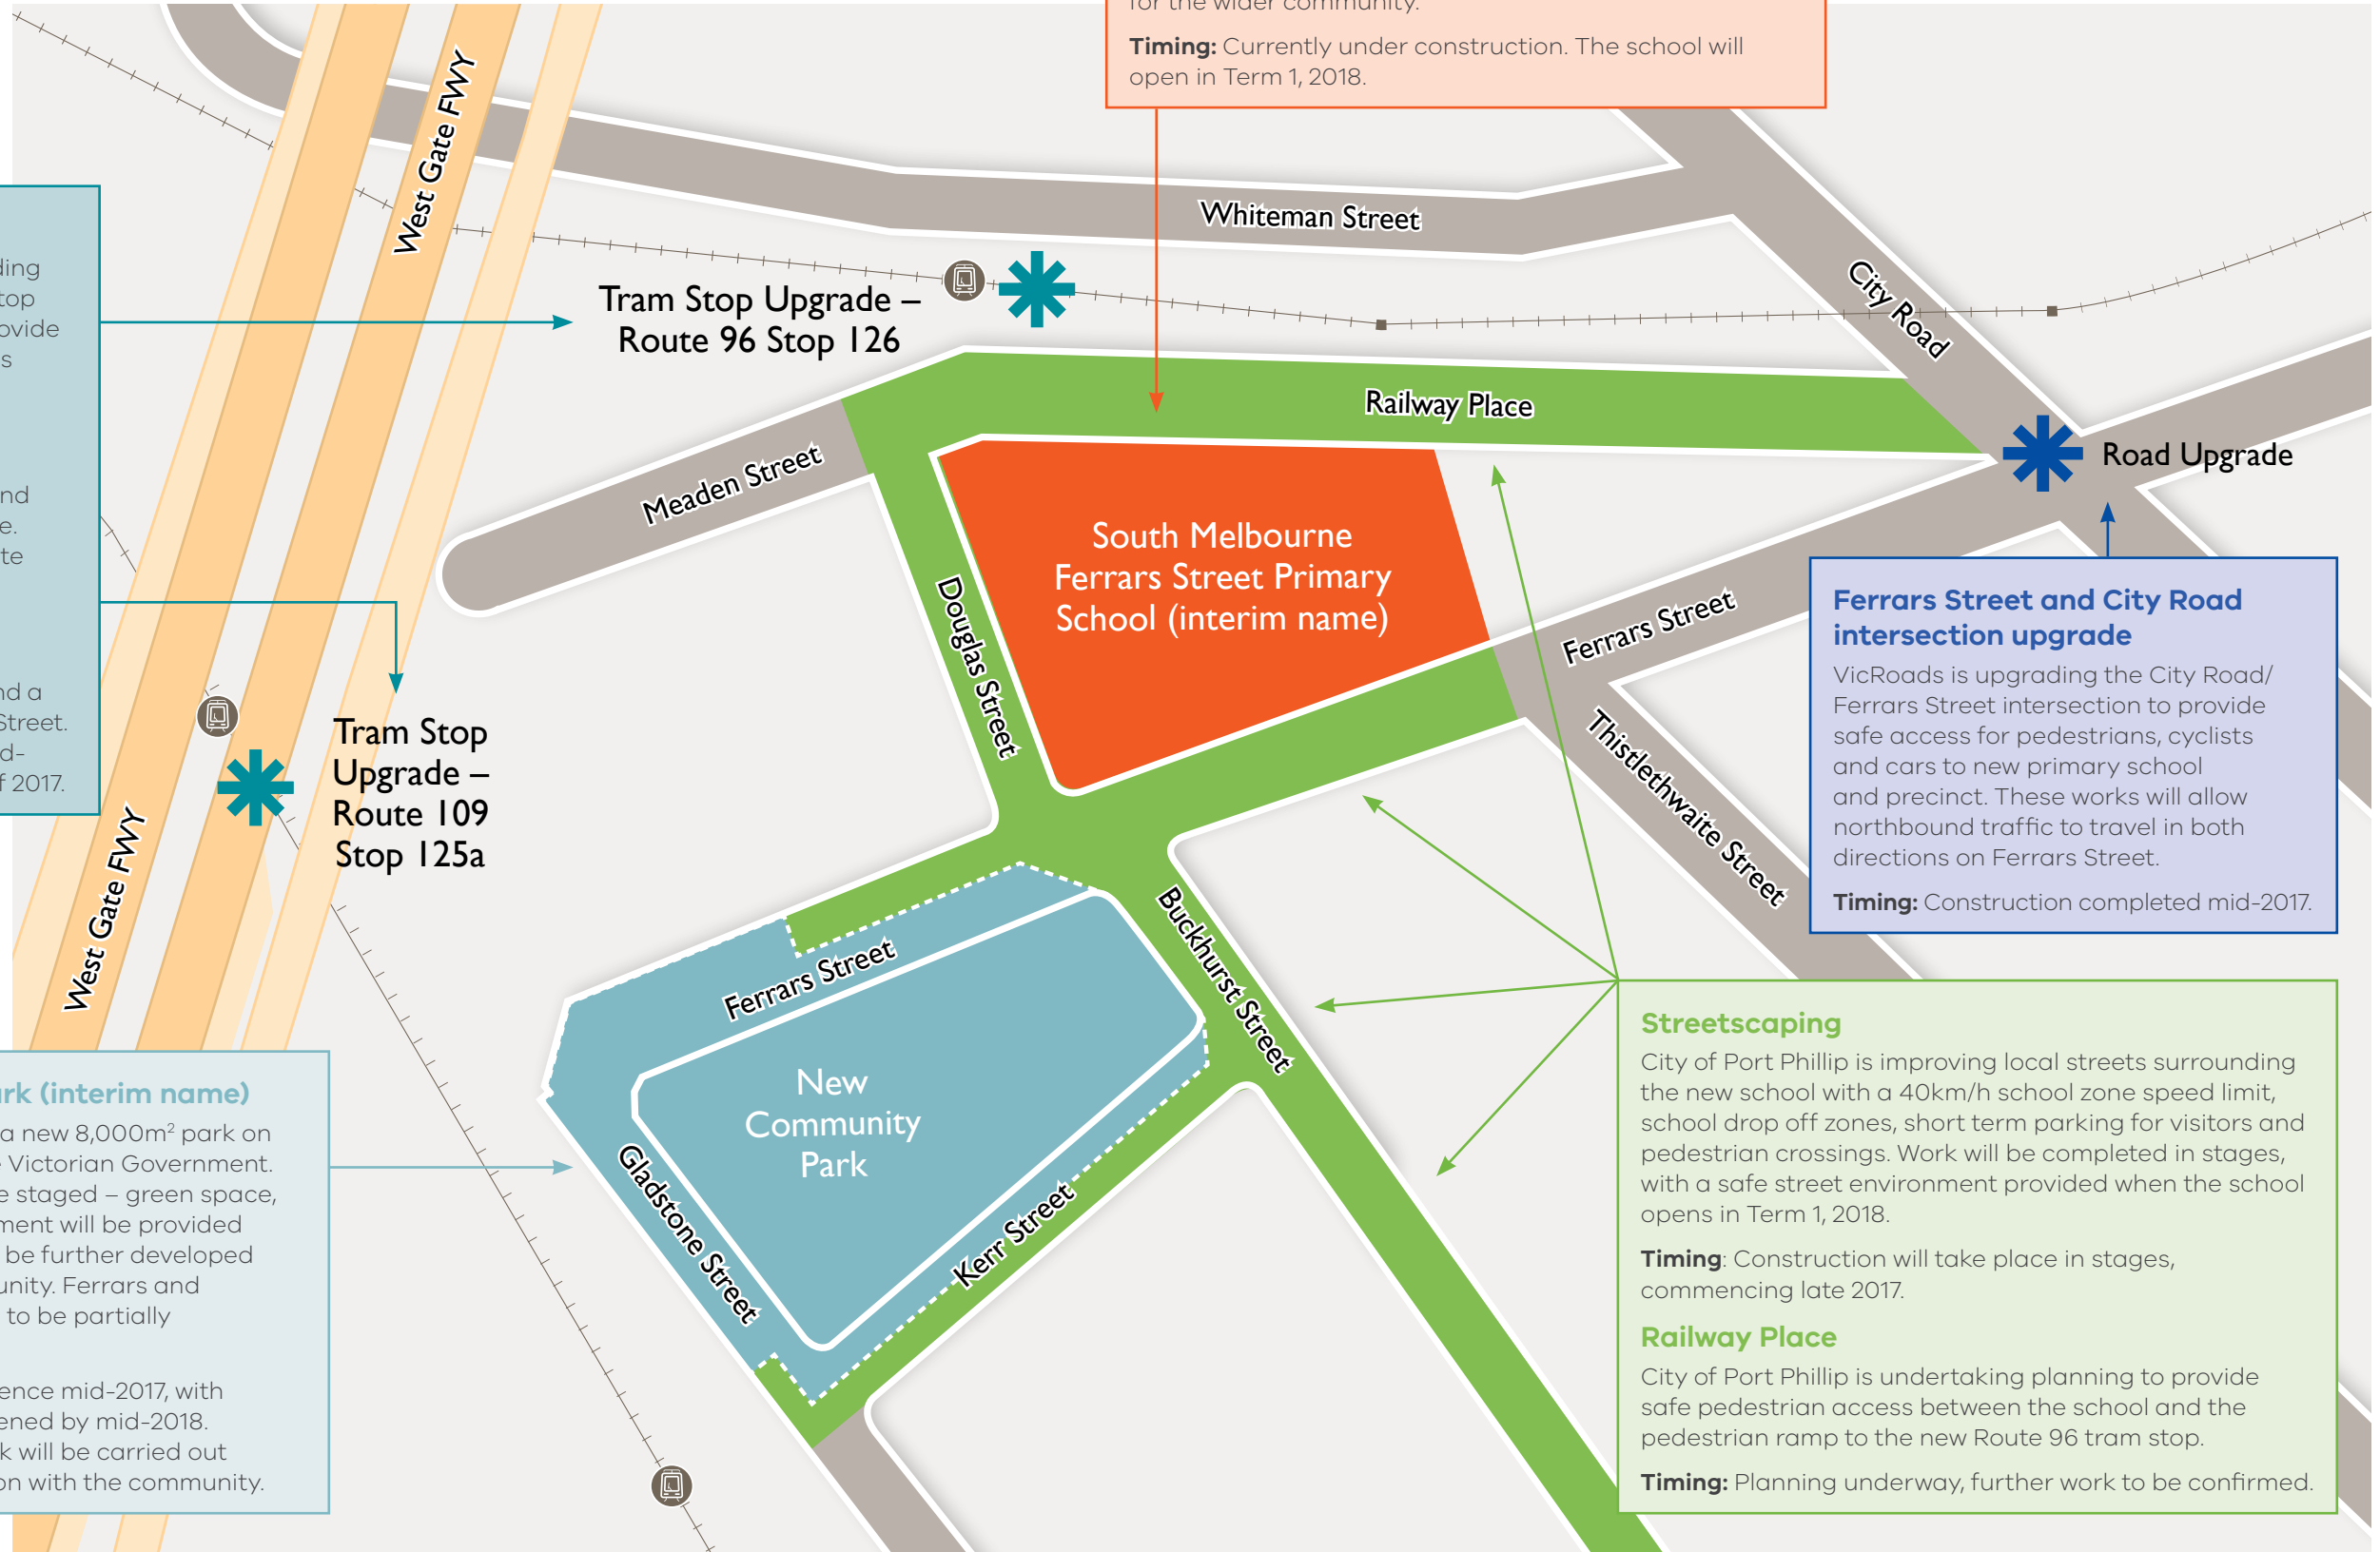 for the wider community.
Timing: Currently under construction. The school will
open in Term 1, 2018.
West Gate FWY
Whiteman Street
City Road
Tram Stop Upgrade –
Route 96 Stop 126
Railway Place
Meaden Street
Road Upgrade
South Melbourne
Ferrars Street Primary
School (interim name)
Douglas Street
Ferrars Street
Thistlethwaite Street
Tram Stop
Upgrade –
Route 109
Stop 125a
West Gate FWY
Ferrars Street
Buckhurst Street
New
Community
Park
Gladstone Street
Kerr Street
Ferrars Street and City Road
intersection upgrade
VicRoads is upgrading the City Road/
Ferrars Street intersection to provide
safe access for pedestrians, cyclists
and cars to new primary school
and precinct. These works will allow
northbound traffic to travel in both
directions on Ferrars Street.
Timing: Construction completed mid-2017.
Streetscaping
City of Port Phillip is improving local streets surrounding
the new school with a 40km/h school zone speed limit,
school drop off zones, short term parking for visitors and
pedestrian crossings. Work will be completed in stages,
with a safe street environment provided when the school
opens in Term 1, 2018.
Timing: Construction will take place in stages,
commencing late 2017.
Railway Place
City of Port Phillip is undertaking planning to provide
safe pedestrian access between the school and the
pedestrian ramp to the new Route 96 tram stop.
Timing: Planning underway, further work to be confirmed.
nd a
Street.
d-
f 2017.
(interim name)
a new 8,000m² park on
Victorian Government.
staged – green space,
ment will be provided
be further developed
unity. Ferrars and
to be partially
ence mid-2017, with
ened by mid-2018.
k will be carried out
on with the community.